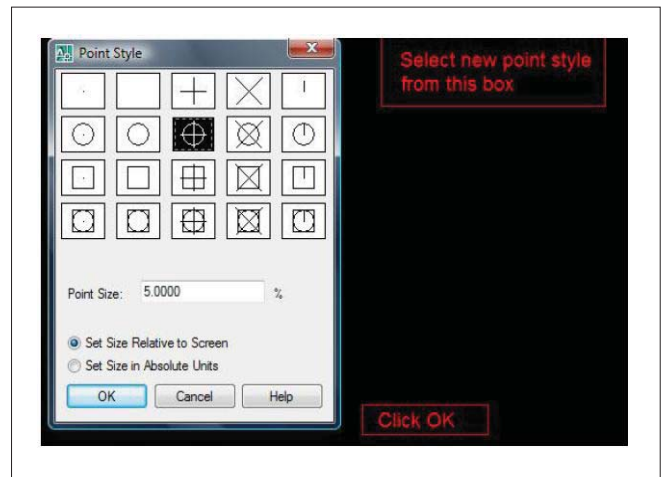 Point Style
Select new point style
from this box
Point Size: 5.0000 %
Set Size Relative to Screen
Set Size in Absolute Units
OK Cancel Help
Click OK